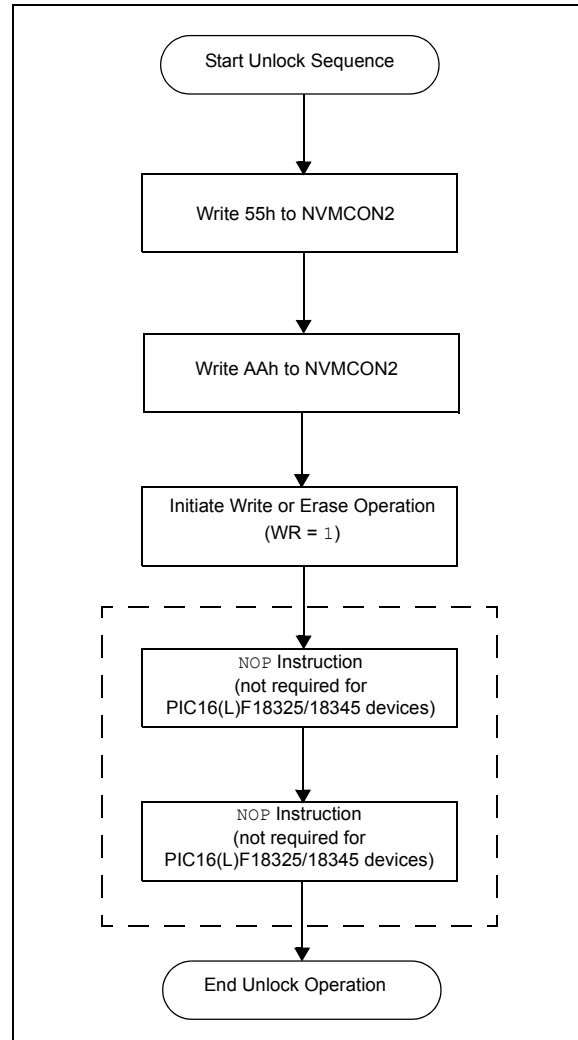 Start Unlock Sequence
Write 55h to NVMCON2
Write AAh to NVMCON2
Initiate Write or Erase Operation
(WR = 1)
NOP Instruction
(not required for
PIC16(L)F18325/18345 devices)
NOP Instruction
(not required for
PIC16(L)F18325/18345 devices)
End Unlock Operation